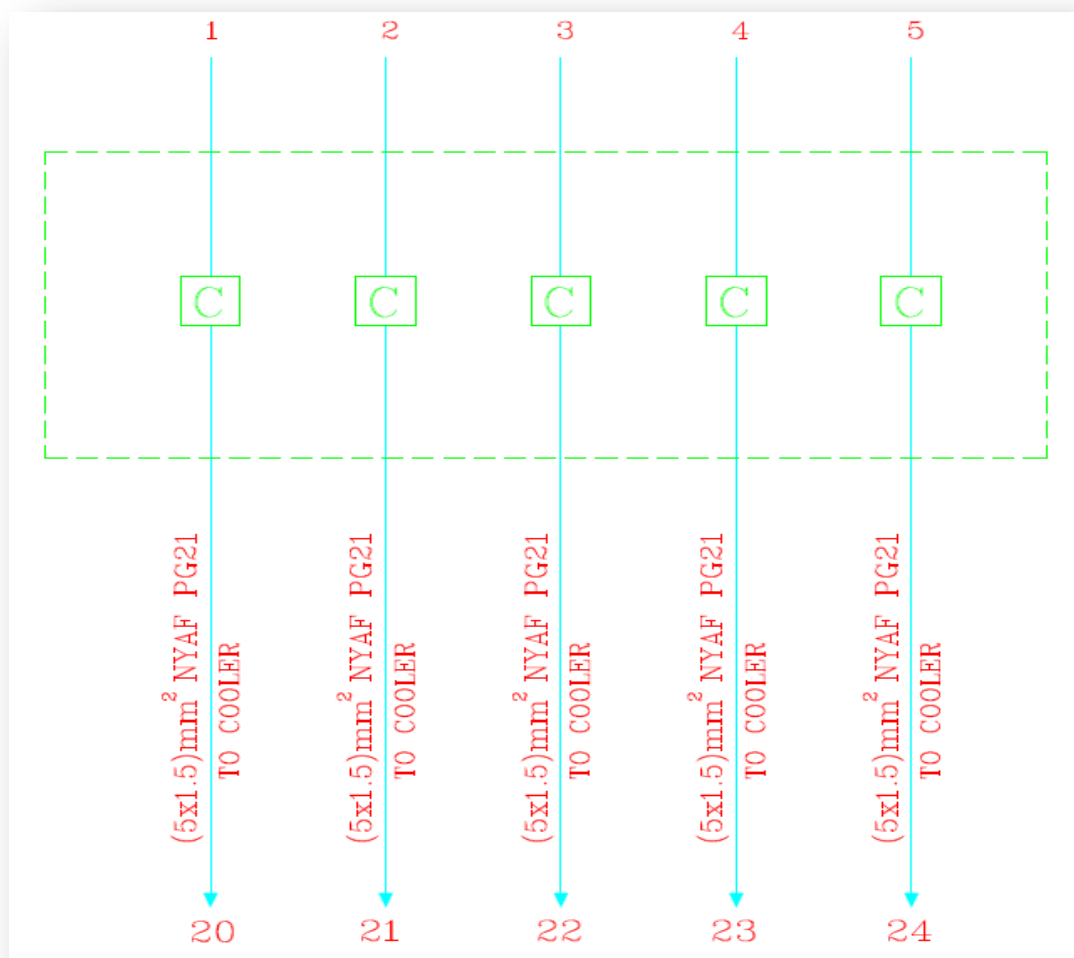 1 2 3 4 5
C C C C C
(5x1.5)mm² NYAF PG21
TO COOLER
(5x1.5)mm² NYAF PG21
TO COOLER
(5x1.5)mm² NYAF PG21
TO COOLER
(5x1.5)mm² NYAF PG21
TO COOLER
(5x1.5)mm² NYAF PG21
TO COOLER
20 21 22 23 24